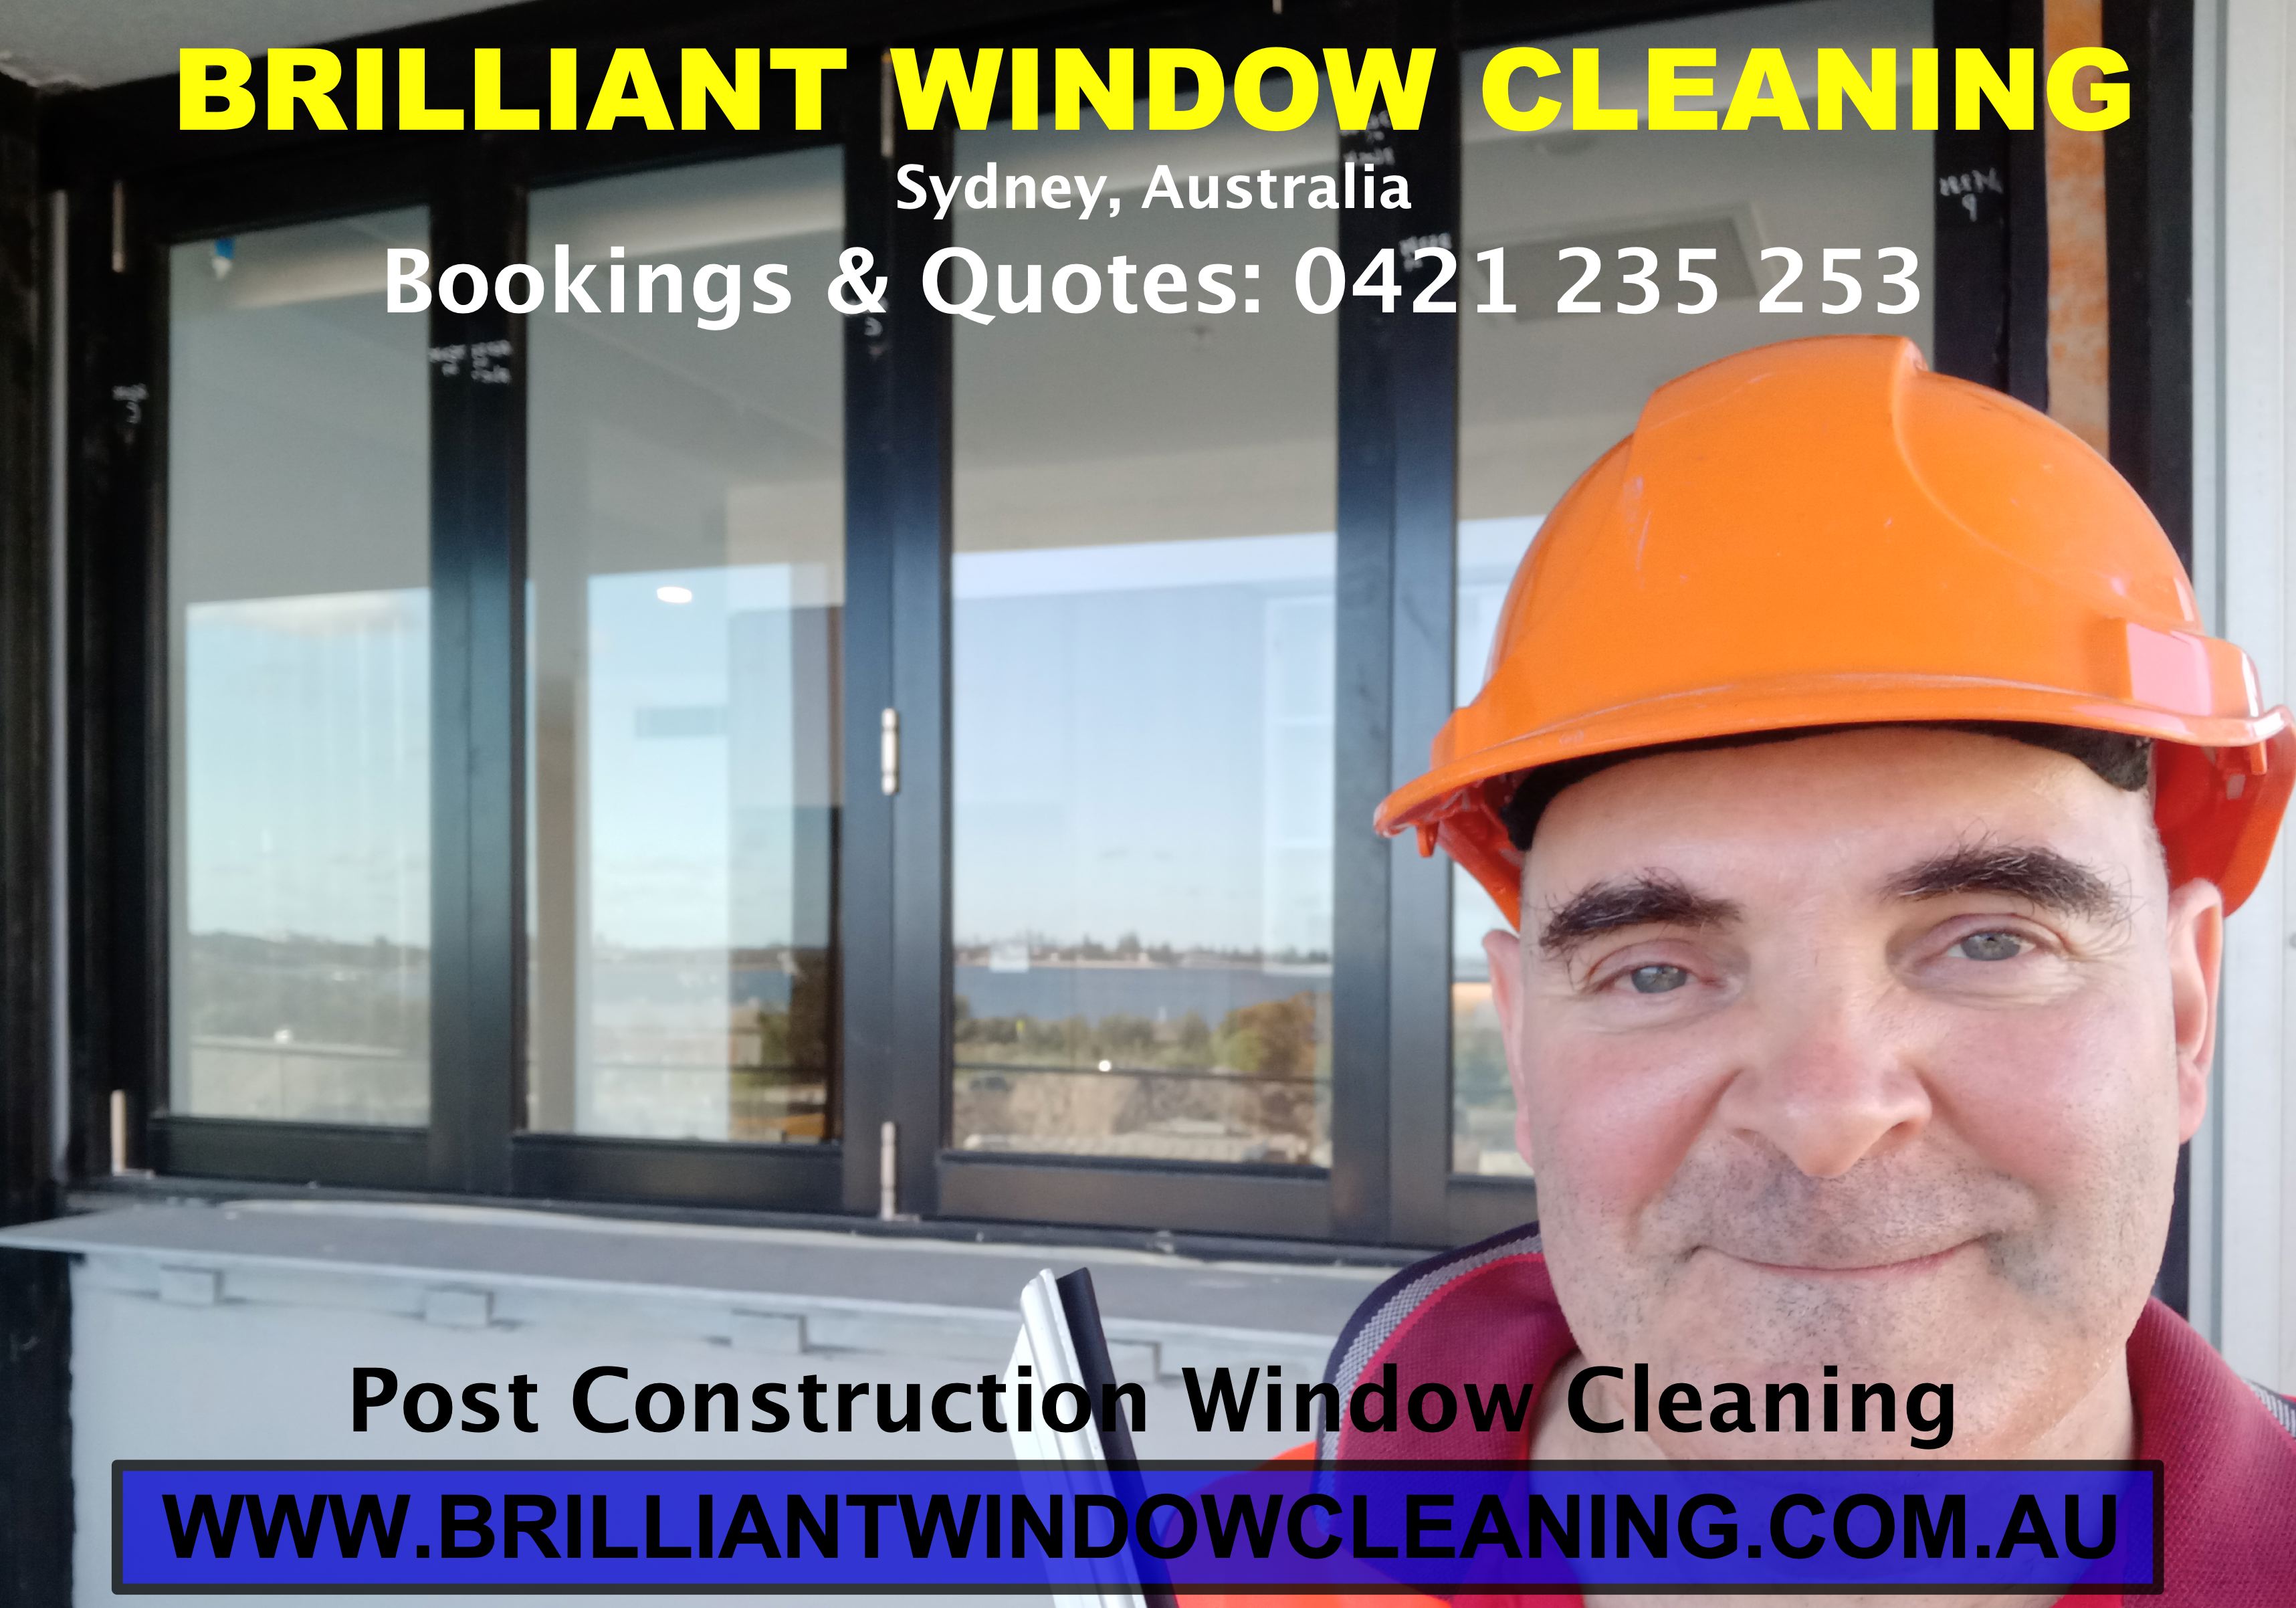 BRILLIANT WINDOW CLEANING
Sydney, Australia
Bookings & Quotes: 0421 235 253
Post Construction Window Cleaning
WWW.BRILLIANTWINDOWCLEANING.COM.AU